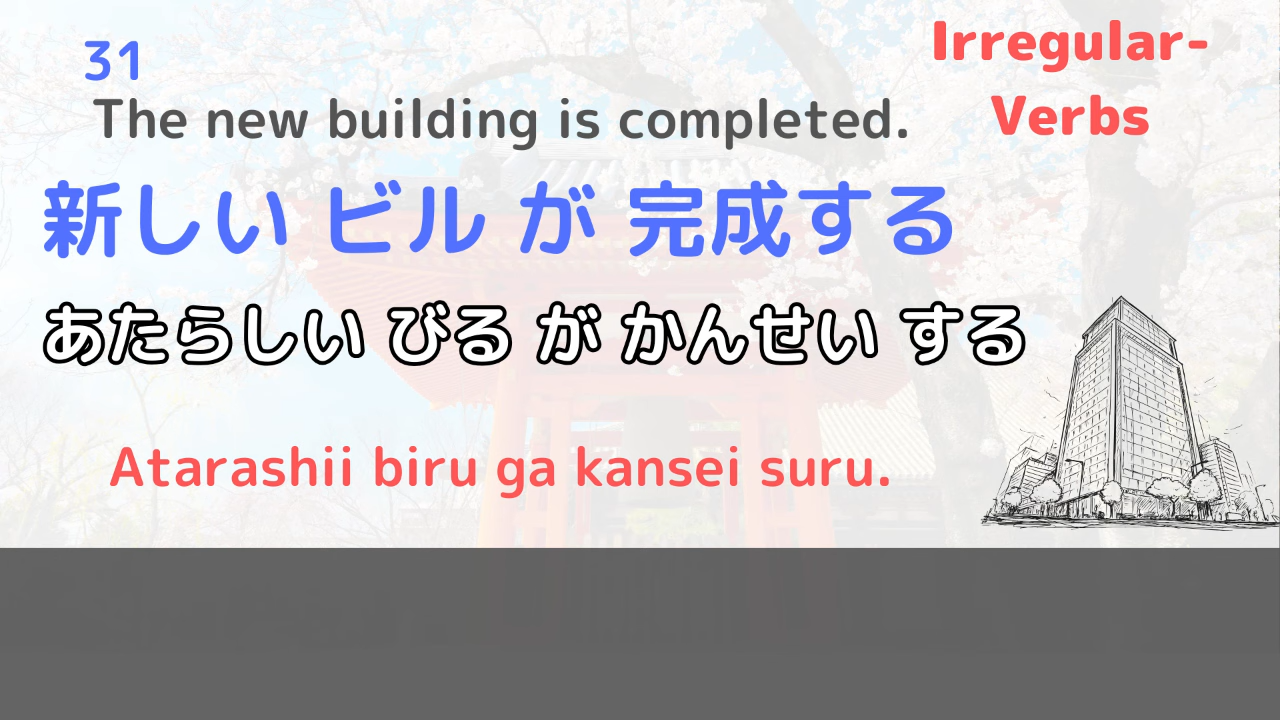 31
Irregular-
Verbs
The new building is completed.
新しい ビル が 完成する
あたらしい びる が かんせい する
Atarashii biru ga kansei suru.